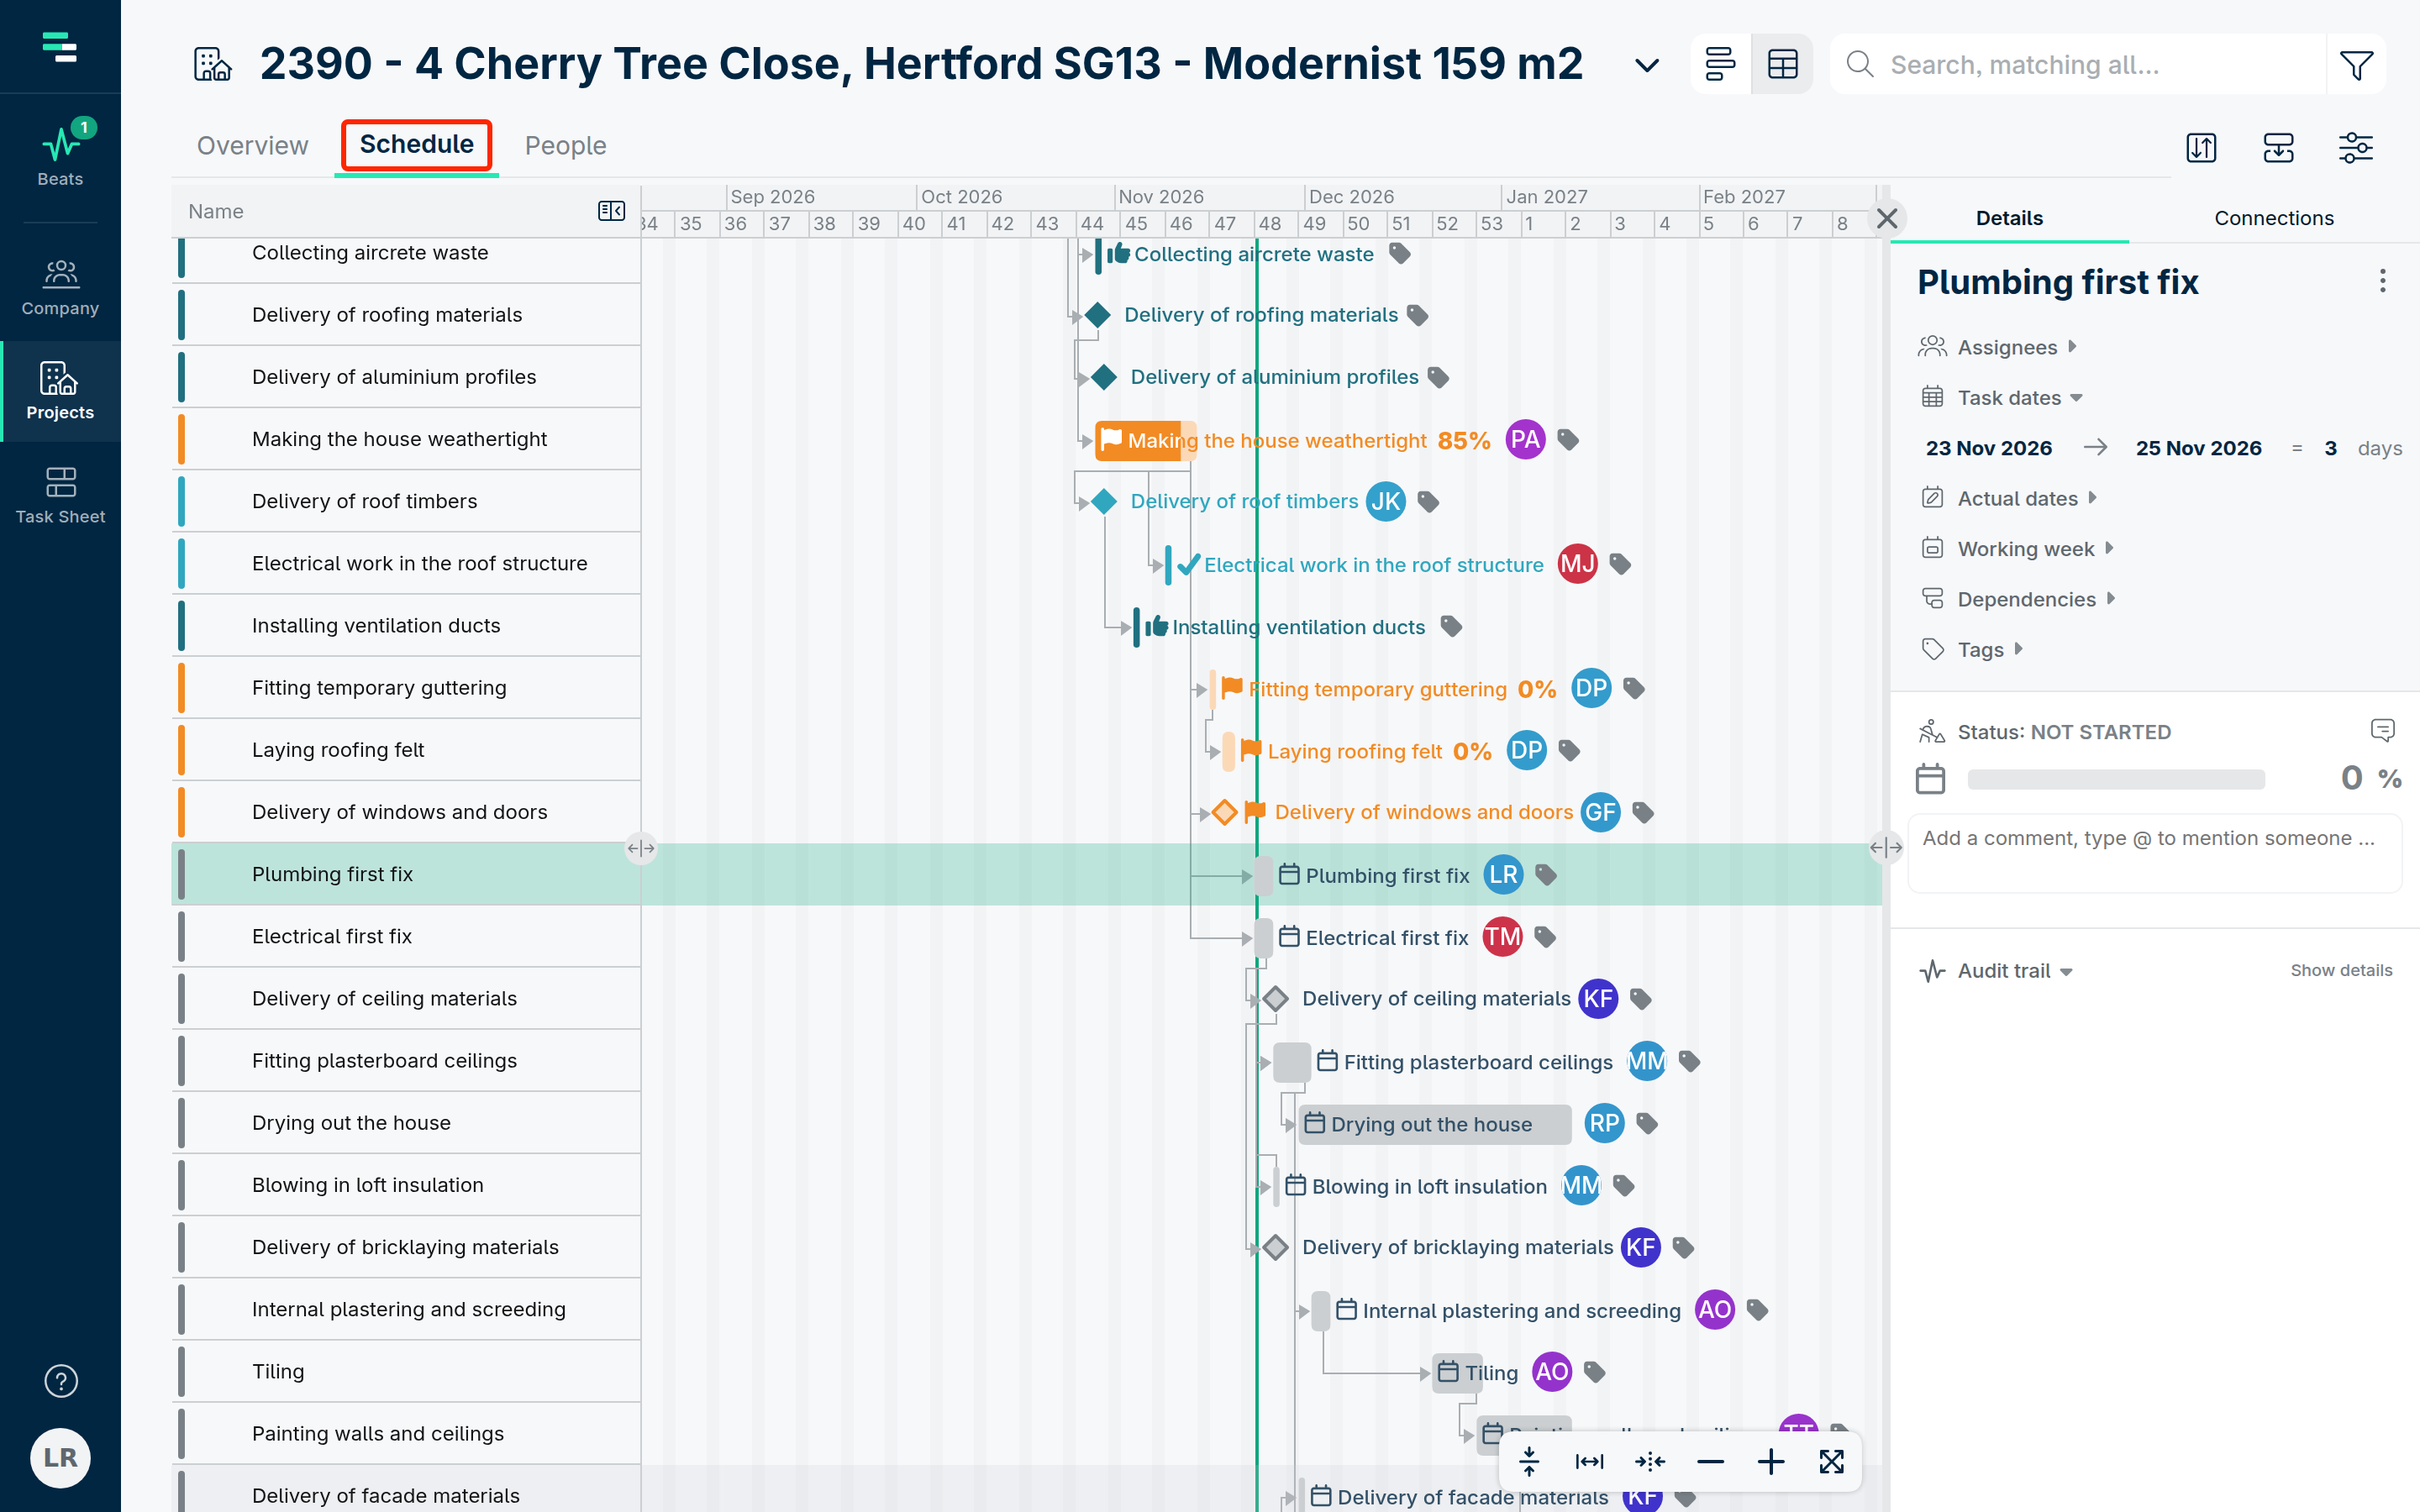 2390 - 4 Cherry Tree Close, Hertford SG13 - Modernist 159 m2
Search, matching all...
1
Beats
Company
Projects
Task Sheet
LR
Overview
Schedule
People
Name
Sep 2026
Oct 2026
Nov 2026
Dec 2026
Jan 2027
Feb 2027
34 35 36 37 38 39 40 41 42 43 44 45 46 47 48 49 50 51 52 53 1 2 3 4 5 6 7 8
Collecting aircrete waste
Collecting aircrete waste
Delivery of roofing materials
Delivery of roofing materials
Delivery of aluminium profiles
Delivery of aluminium profiles
Making the house weathertight
Making the house weathertight 85% PA
Delivery of roof timbers
Delivery of roof timbers JK
Electrical work in the roof structure
Electrical work in the roof structure MJ
Installing ventilation ducts
Installing ventilation ducts
Fitting temporary guttering
Fitting temporary guttering 0% DP
Laying roofing felt
Laying roofing felt 0% DP
Delivery of windows and doors
Delivery of windows and doors GF
Plumbing first fix
Plumbing first fix LR
Electrical first fix
Electrical first fix TM
Delivery of ceiling materials
Delivery of ceiling materials KF
Fitting plasterboard ceilings
Fitting plasterboard ceilings MM
Drying out the house
Drying out the house RP
Blowing in loft insulation
Blowing in loft insulation MM
Delivery of bricklaying materials
Delivery of bricklaying materials KF
Internal plastering and screeding
Internal plastering and screeding AO
Tiling
Tiling AO
Painting walls and ceilings
Delivery of facade materials
Delivery of facade materials KF
Details
Connections
Plumbing first fix
Assignees
Task dates
23 Nov 2026 → 25 Nov 2026 = 3 days
Actual dates
Working week
Dependencies
Tags
Status: NOT STARTED
0 %
Add a comment, type @ to mention someone ...
Audit trail
Show details